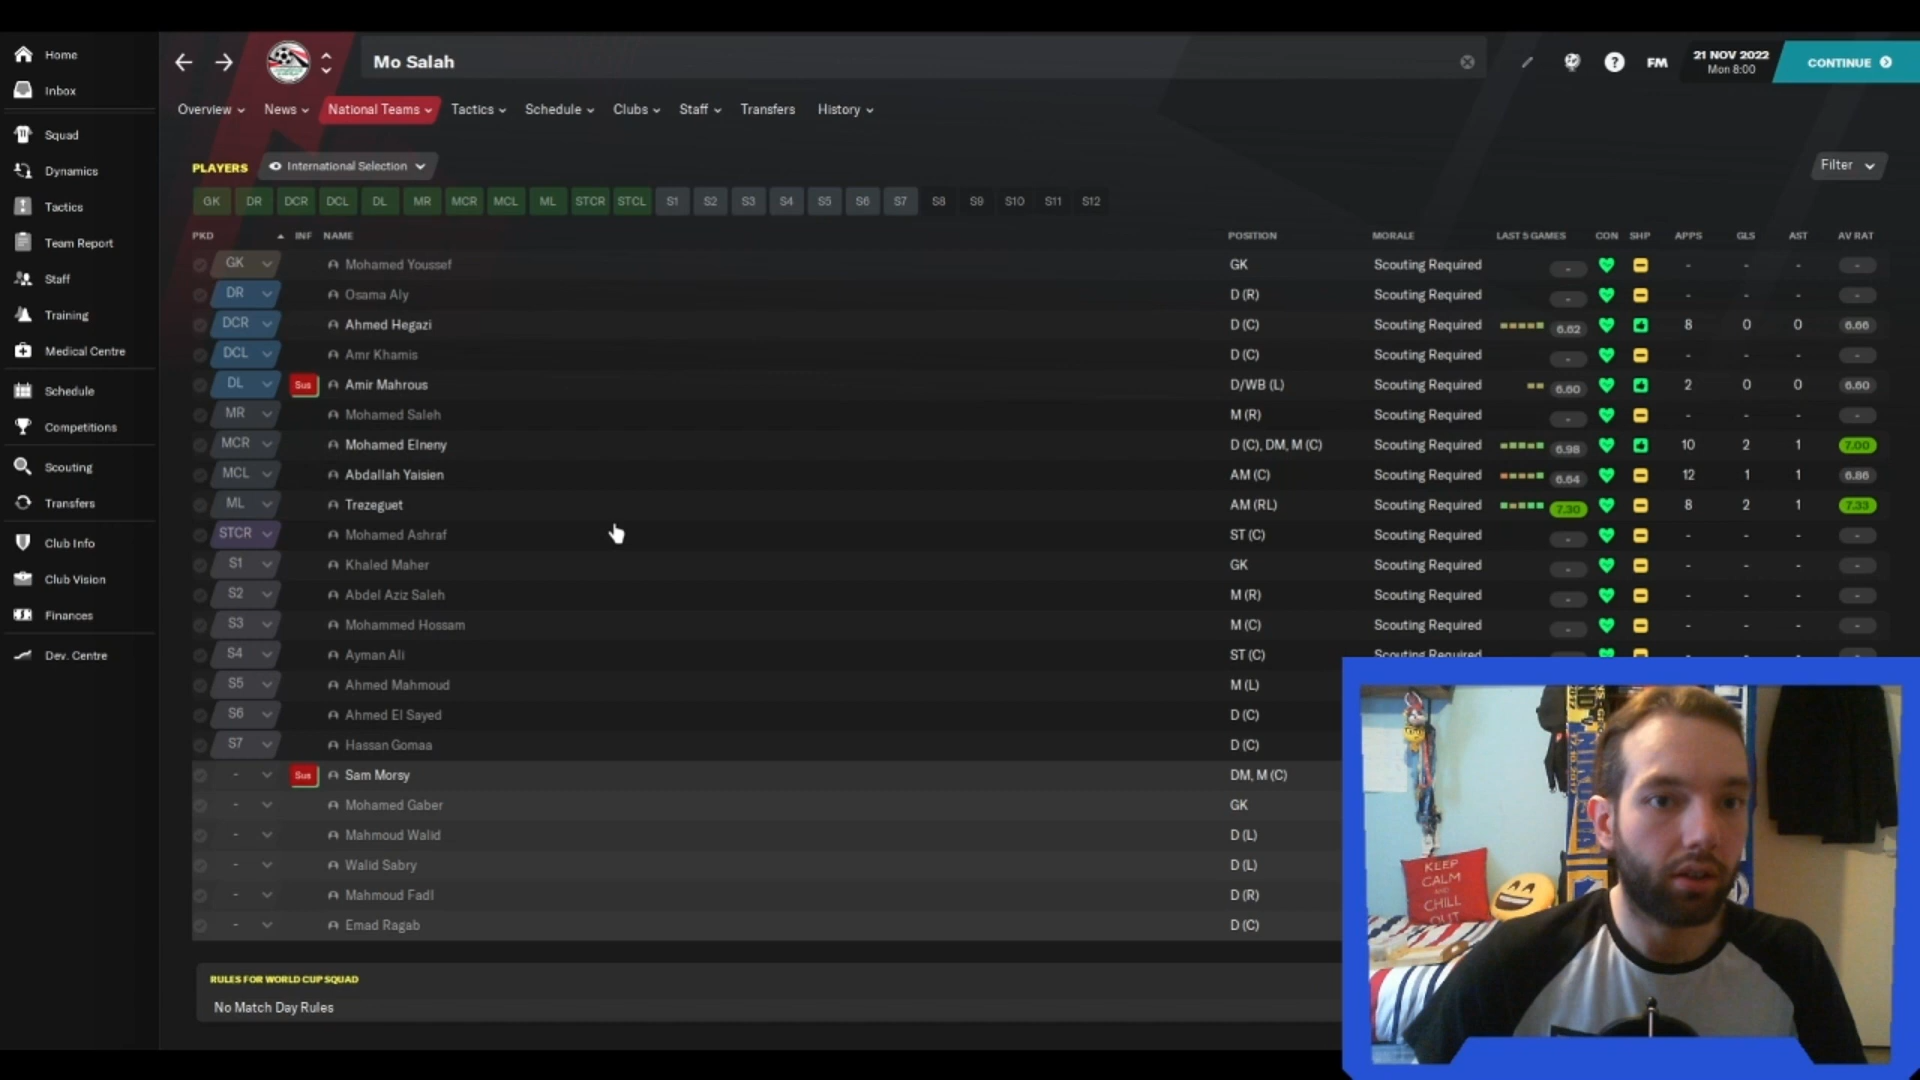 Home
Inbox
Squad
Dynamics
Tactics
Team Report
Staff
Training
Medical Centre
Schedule
Competitions
Scouting
Transfers
Club Info
Club Vision
Finances
Dev. Centre
Mo Salah
FM
21 NOV 2022
Mon 8:00
CONTINUE
Overview News National Teams Tactics Schedule Clubs Staff Transfers History
PLAYERS International Selection Filter
GK DR DCR DCL DL MR MCR MCL ML STCR STCL S1 S2 S3 S4 S5 S6 S7 S8 S9 S10 S11 S12
PKD INF NAME POSITION MORALE LAST 5 GAMES CON SHP APPS GLS AST AV RAT
GK Mohamed Youssef GK Scouting Required - - - - -
DR Osama Aly D (R) Scouting Required - - - - -
DCR Ahmed Hegazi D (C) Scouting Required 6.62 8 0 0 6.66
DCL Amr Khamis D (C) Scouting Required - - - - -
DL Sus Amir Mahrous D/WB (L) Scouting Required 6.60 2 0 0 6.60
MR Mohamed Saleh M (R) Scouting Required - - - - -
MCR Mohamed Elneny D (C), DM, M (C) Scouting Required 6.98 10 2 1 7.00
MCL Abdallah Yaisien AM (C) Scouting Required 6.64 12 1 1 6.86
ML Trezeguet AM (RL) Scouting Required 7.30 8 2 1 7.33
STCR Mohamed Ashraf ST (C) Scouting Required - - - - -
S1 Khaled Maher GK Scouting Required - - - - -
S2 Abdel Aziz Saleh M (R) Scouting Required - - - - -
S3 Mohammed Hossam M (C) Scouting Required - - - - -
S4 Ayman Ali ST (C) Scouting Required - - - -
S5 Ahmed Mahmoud M (L)
S6 Ahmed El Sayed D (C)
S7 Hassan Gomaa D (C)
- Sus Sam Morsy DM, M (C)
- Mohamed Gaber GK
- Mahmoud Walid D (L)
- Walid Sabry D (L)
- Mahmoud Fadl D (R)
- Emad Ragab D (C)
RULES FOR WORLD CUP SQUAD
No Match Day Rules
KEEP
CALM
AND
CHILL
OUT